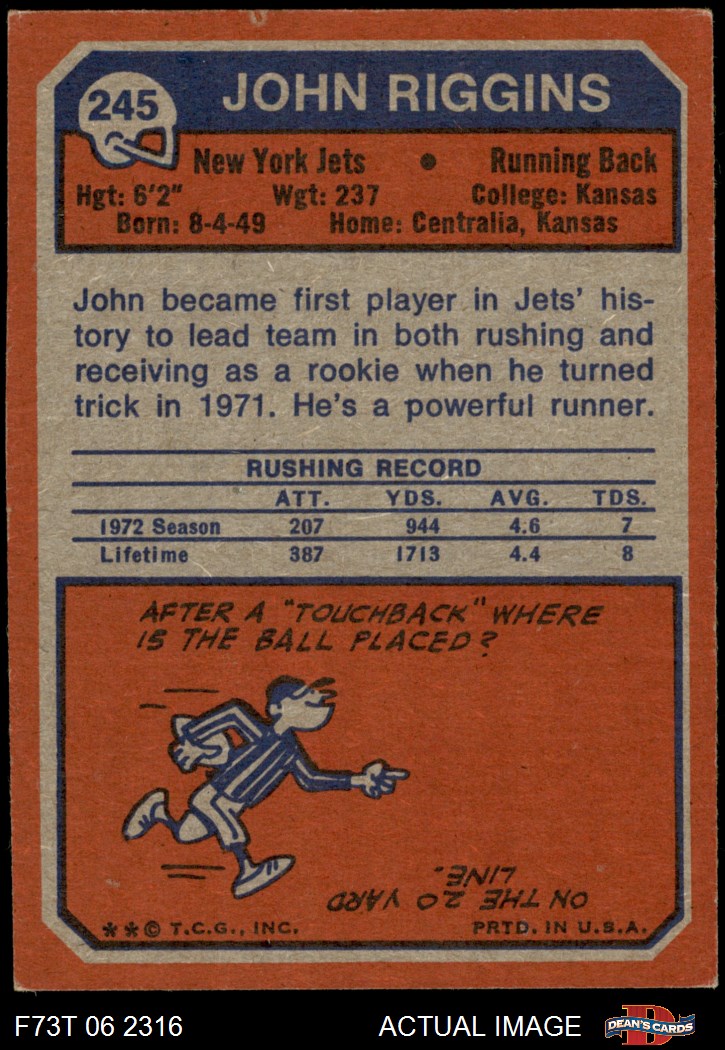 245
JOHN RIGGINS
New York Jets • Running Back
Hgt: 6'2" Wgt: 237 College: Kansas
Born: 8-4-49 Home: Centralia, Kansas
John became first player in Jets' his-
tory to lead team in both rushing and
receiving as a rookie when he turned
trick in 1971. He's a powerful runner.
RUSHING RECORD
ATT. YDS. AVG. TDS.
1972 Season 207 944 4.6 7
Lifetime 387 1713 4.4 8
AFTER A "TOUCHBACK" WHERE
IS THE BALL PLACED?
ON THE 20 YARD
LINE.
**© T.C.G., INC. PRTD. IN U.S.A.
F73T 06 2316 ACTUAL IMAGE
D
DEAN'S CARDS